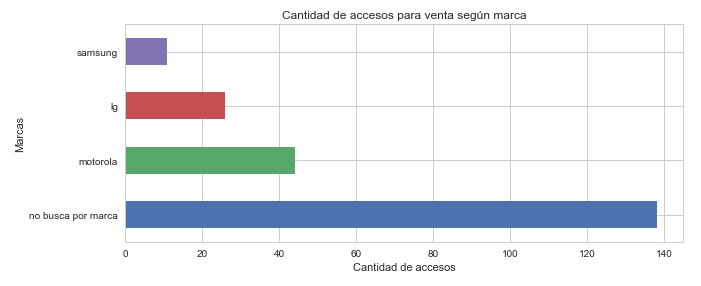 Cantidad de accesos para venta según marca
samsung
lg
motorola
no busca por marca
Marcas
0 20 40 60 80 100 120 140
Cantidad de accesos